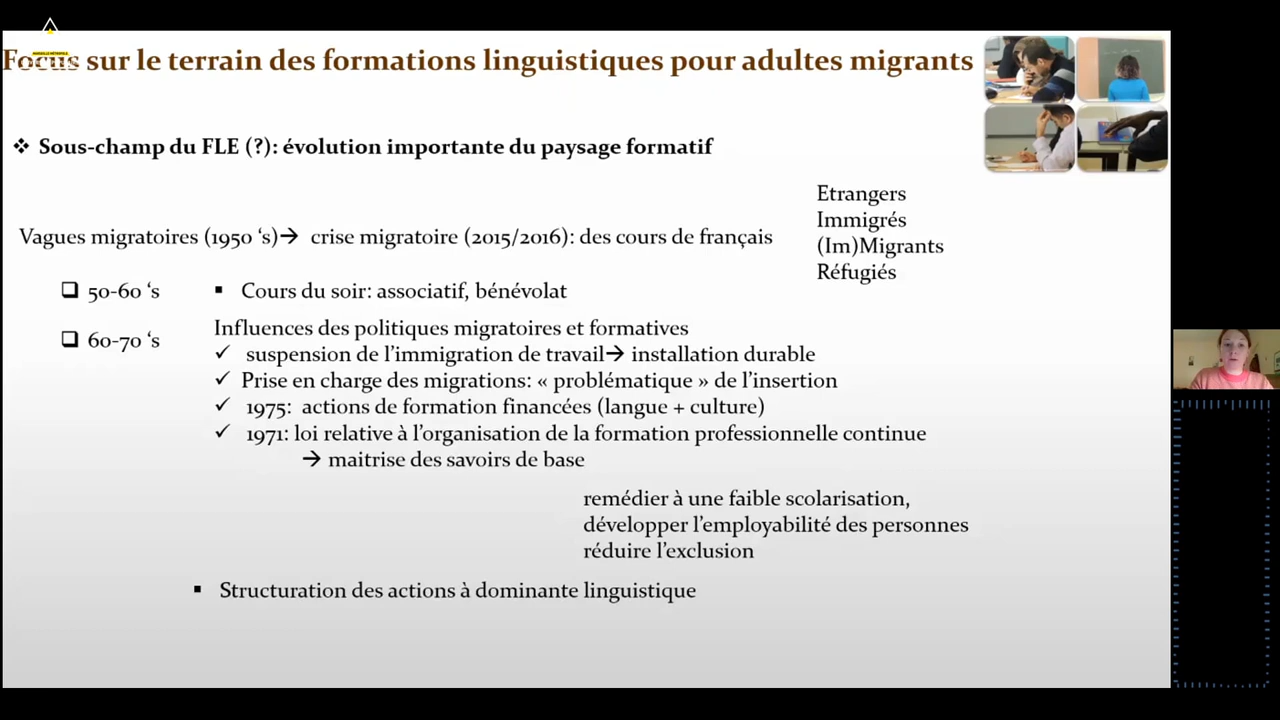 Focus sur le terrain des formations linguistiques pour adultes migrants
❖ Sous-champ du FLE (?): évolution importante du paysage formatif
Etrangers
Immigrés
(Im)Migrants
Réfugiés
Vagues migratoires (1950 ‘s)→ crise migratoire (2015/2016): des cours de français
❑ 50-60 ‘s
▪ Cours du soir: associatif, bénévolat
❑ 60-70 ‘s
Influences des politiques migratoires et formatives
✓ suspension de l’immigration de travail→ installation durable
✓ Prise en charge des migrations: « problématique » de l’insertion
✓ 1975: actions de formation financées (langue + culture)
✓ 1971: loi relative à l’organisation de la formation professionnelle continue
→ maitrise des savoirs de base
remédier à une faible scolarisation,
développer l’employabilité des personnes
réduire l’exclusion
▪ Structuration des actions à dominante linguistique